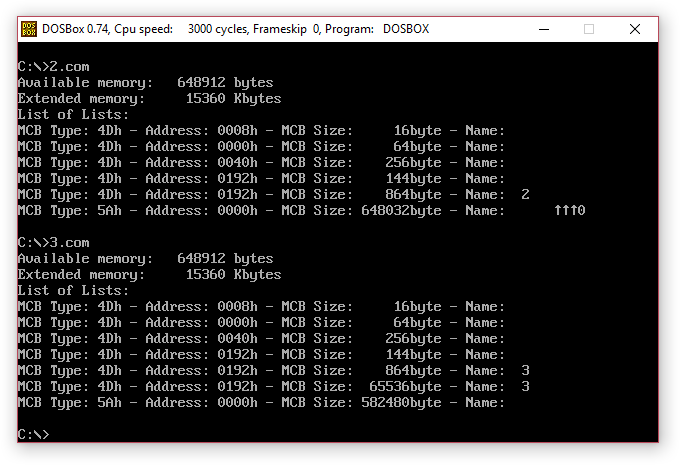 DOS BOX DOSBox 0.74, Cpu speed: 3000 cycles, Frameskip 0, Program: DOSBOX
C:\>2.com
Available memory: 648912 bytes
Extended memory: 15360 Kbytes
List of Lists:
MCB Type: 4Dh - Address: 0008h - MCB Size: 16byte - Name:
MCB Type: 4Dh - Address: 0000h - MCB Size: 64byte - Name:
MCB Type: 4Dh - Address: 0040h - MCB Size: 256byte - Name:
MCB Type: 4Dh - Address: 0192h - MCB Size: 144byte - Name:
MCB Type: 4Dh - Address: 0192h - MCB Size: 864byte - Name: 2
MCB Type: 5Ah - Address: 0000h - MCB Size: 648032byte - Name: ↑↑↑0
C:\>3.com
Available memory: 648912 bytes
Extended memory: 15360 Kbytes
List of Lists:
MCB Type: 4Dh - Address: 0008h - MCB Size: 16byte - Name:
MCB Type: 4Dh - Address: 0000h - MCB Size: 64byte - Name:
MCB Type: 4Dh - Address: 0040h - MCB Size: 256byte - Name:
MCB Type: 4Dh - Address: 0192h - MCB Size: 144byte - Name:
MCB Type: 4Dh - Address: 0192h - MCB Size: 864byte - Name: 3
MCB Type: 4Dh - Address: 0192h - MCB Size: 65536byte - Name: 3
MCB Type: 5Ah - Address: 0000h - MCB Size: 582480byte - Name:
C:\>